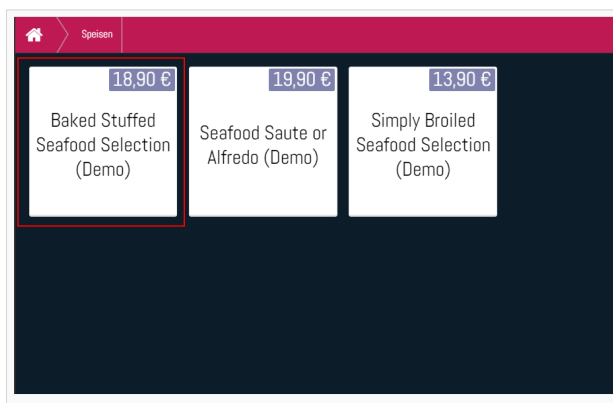 Speisen
18,90 €
Baked Stuffed
Seafood Selection
(Demo)
19,90 €
Seafood Saute or
Alfredo (Demo)
13,90 €
Simply Broiled
Seafood Selection
(Demo)